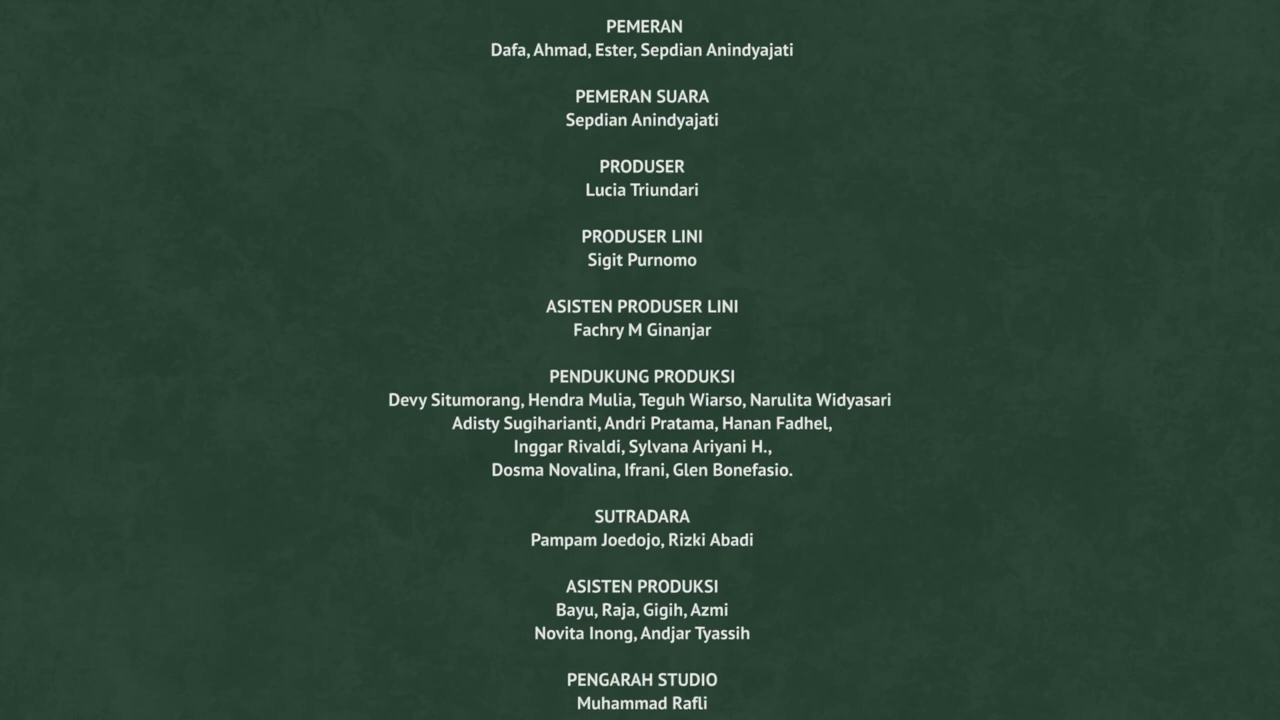 PEMERAN
Dafa, Ahmad, Ester, Sepdian Anindyajati
PEMERAN SUARA
Sepdian Anindyajati
PRODUSER
Lucia Triundari
PRODUSER LINI
Sigit Purnomo
ASISTEN PRODUSER LINI
Fachry M Ginanjar
PENDUKUNG PRODUKSI
Devy Situmorang, Hendra Mulia, Teguh Wiarso, Narulita Widyasari
Adisty Sugiharianti, Andri Pratama, Hanan Fadhel,
Inggar Rivaldi, Sylvana Ariyani H.,
Dosma Novalina, Ifrani, Glen Bonefasio.
SUTRADARA
Pampam Joedojo, Rizki Abadi
ASISTEN PRODUKSI
Bayu, Raja, Gigih, Azmi
Novita Inong, Andjar Tyassih
PENGARAH STUDIO
Muhammad Rafli